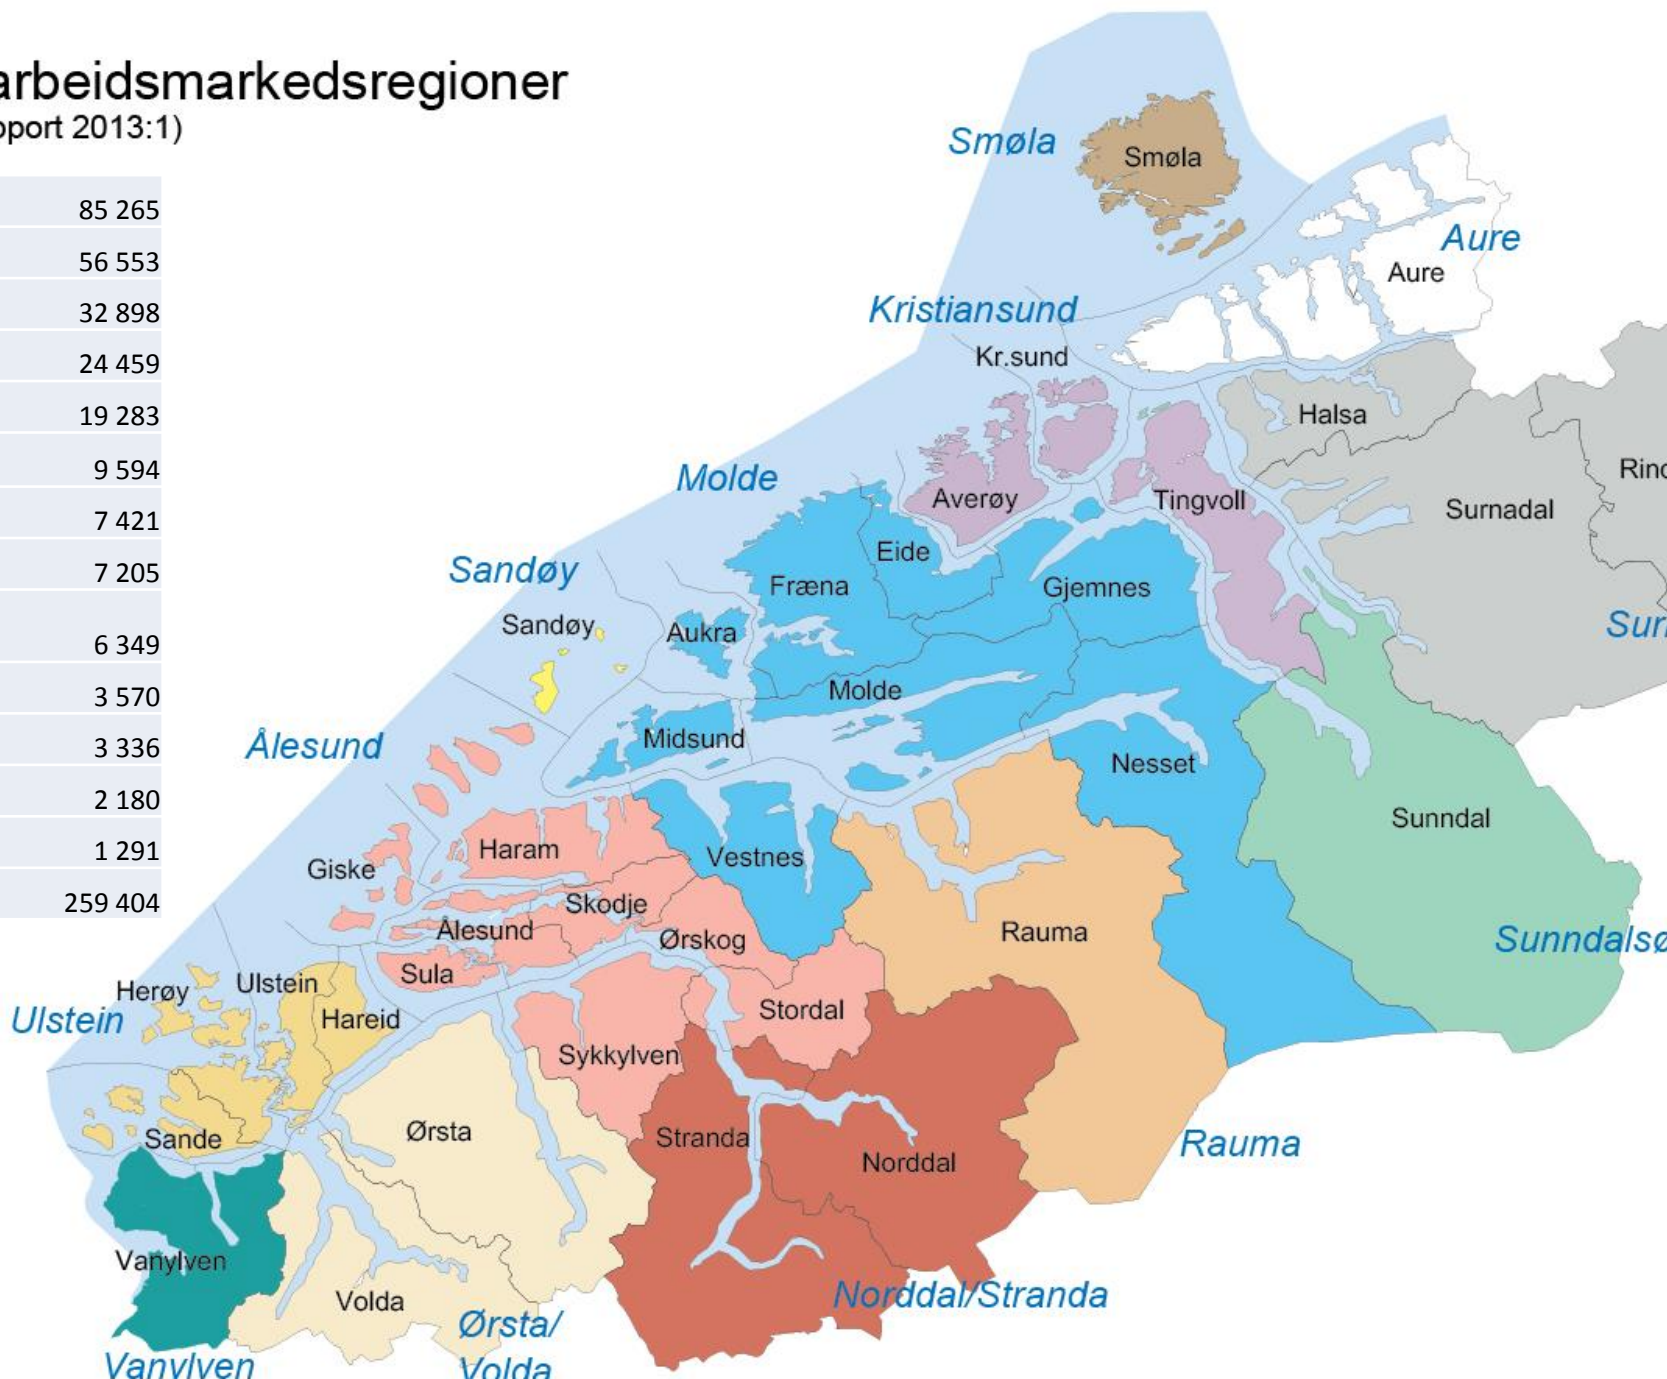 arbeidsmarkedsregioner
pport 2013:1)
85 265
56 553
32 898
24 459
19 283
9 594
7 421
7 205
6 349
3 570
3 336
2 180
1 291
259 404
Smøla
Smøla
Aure
Aure
Kristiansund
Kr.sund
Halsa
Rind
Surnadal
Molde
Averøy
Tingvoll
Eide
Fræna
Gjemnes
Sandøy
Sandøy
Aukra
Surn
Molde
Midsund
Ålesund
Nesset
Sunndal
Haram
Vestnes
Giske
Skodje
Ålesund
Ørskog
Rauma
Sunndalsø
Sula
Herøy
Ulstein
Ulstein
Hareid
Stordal
Sykkylven
Sande
Ørsta
Stranda
Norddal
Rauma
Vanylven
Volda
Norddal/Stranda
Ørsta/
Volda
Vanylven